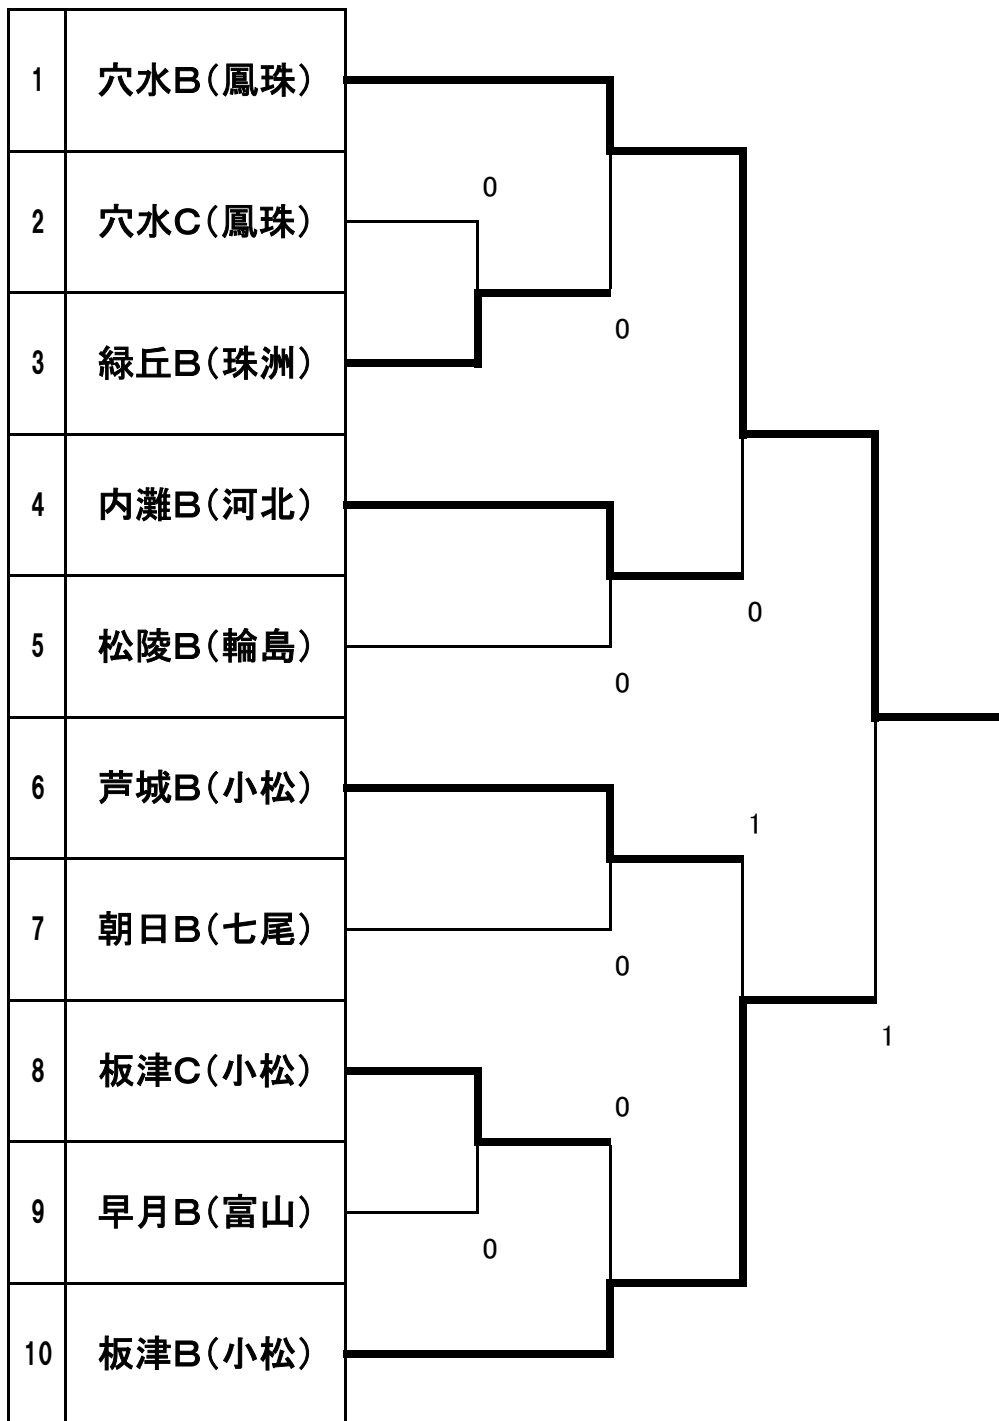 1 穴水B(鳳珠)
0
2 穴水C(鳳珠)
0
3 緑丘B(珠洲)
4 内灘B(河北)
0
5 松陵B(輪島)
0
6 芦城B(小松)
1
7 朝日B(七尾)
0
1
8 板津C(小松)
0
9 早月B(富山)
0
10 板津B(小松)